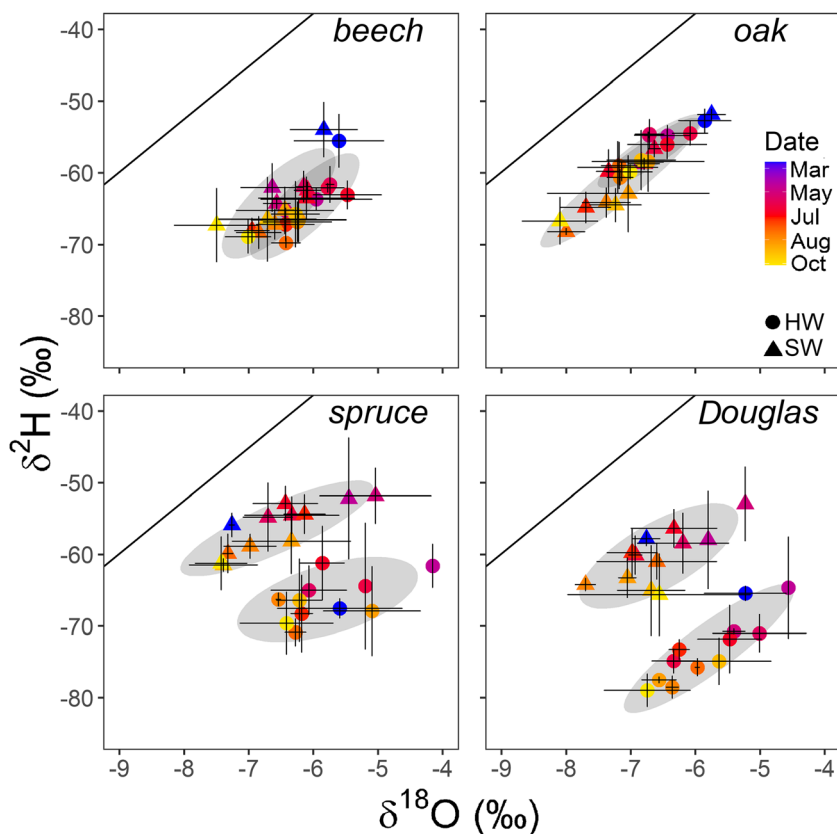 beech
oak
-40
-50
-60
-70
-80
Date
Mar
May
Jul
Aug
Oct
HW
SW
δ²H (‰)
spruce
Douglas
-40
-50
-60
-70
-80
-9 -8 -7 -6 -5 -4 -9 -8 -7 -6 -5 -4
δ¹⁸O (‰)